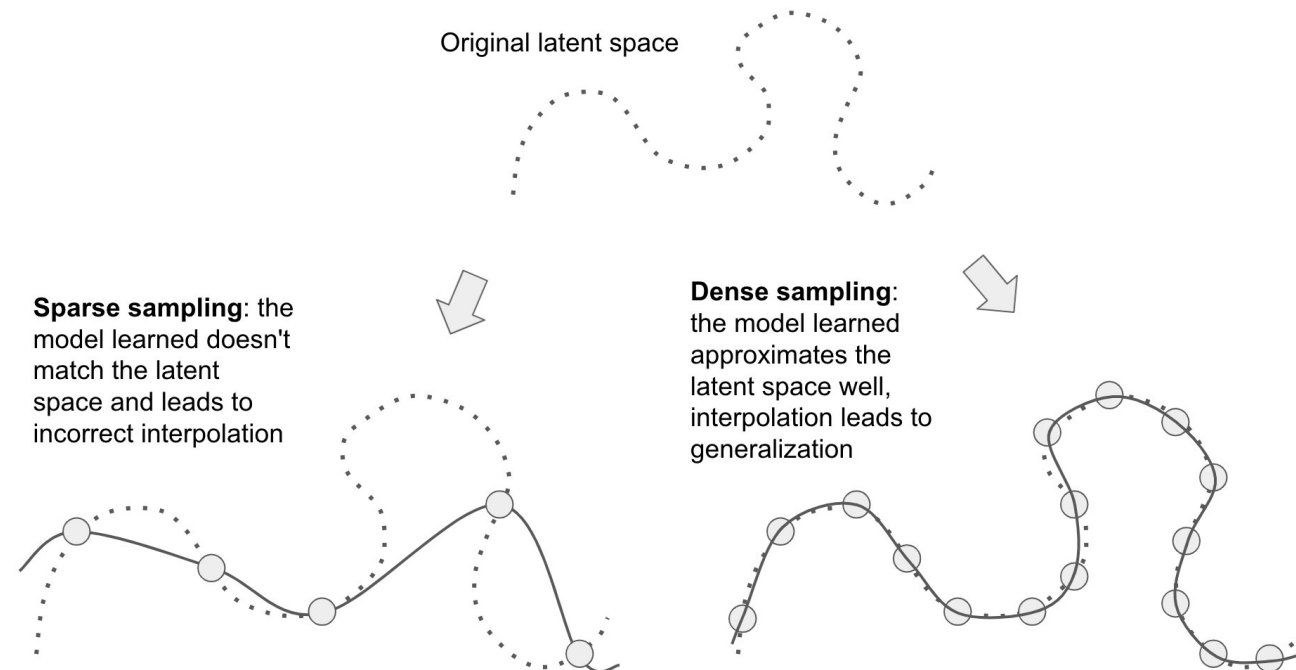 Original latent space
Sparse sampling: the
model learned doesn't
match the latent
space and leads to
incorrect interpolation
Dense sampling:
the model learned
approximates the
latent space well,
interpolation leads to
generalization